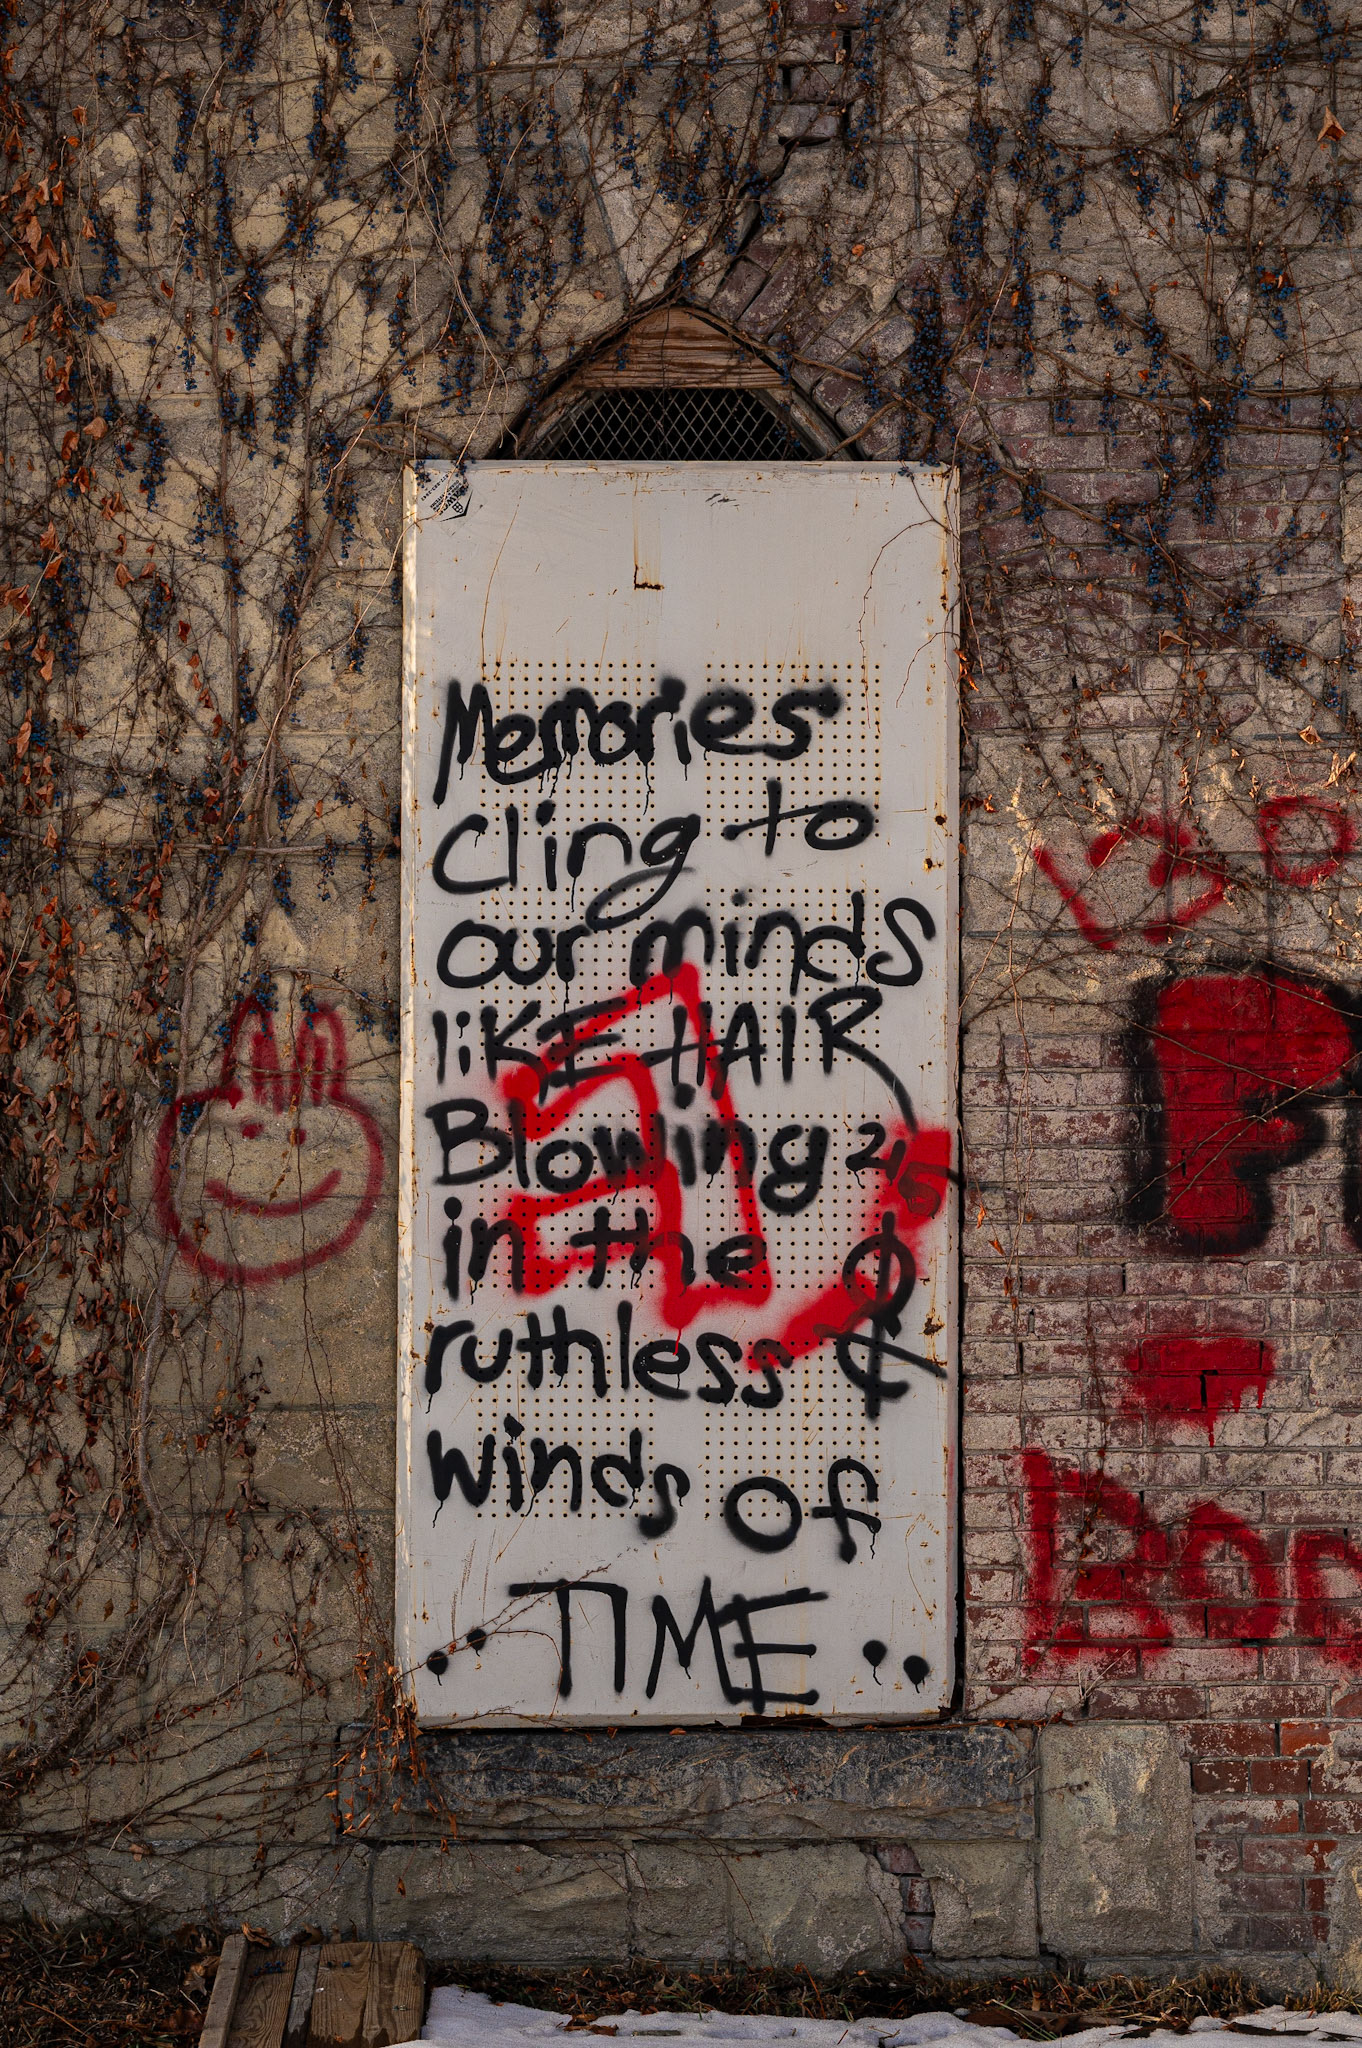 Memories
Cling to
our minds
liKE HAIR
Blowing
in the
ruthless &
winds of
.. TIME ..